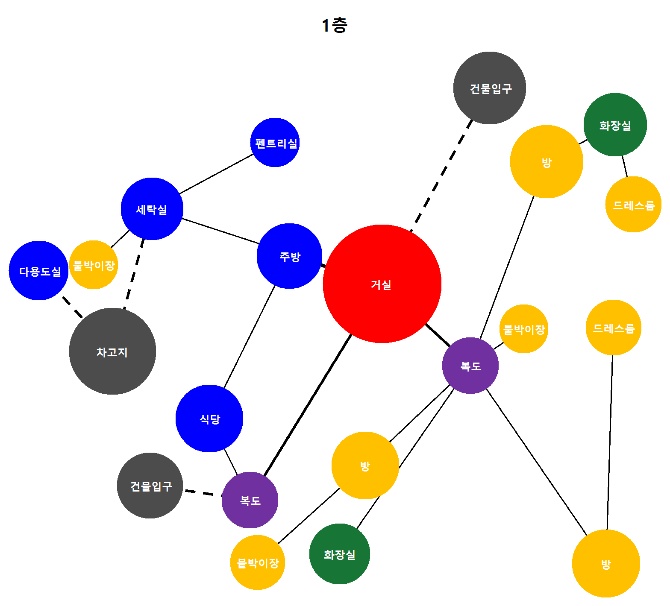 1층
건물입구
화장실
펜트리실
방
드레스룸
세탁실
주방
다용도실
붙박이장
거실
붙박이장
드레스룸
차고지
복도
식당
방
건물입구
복도
붙박이장
화장실
방